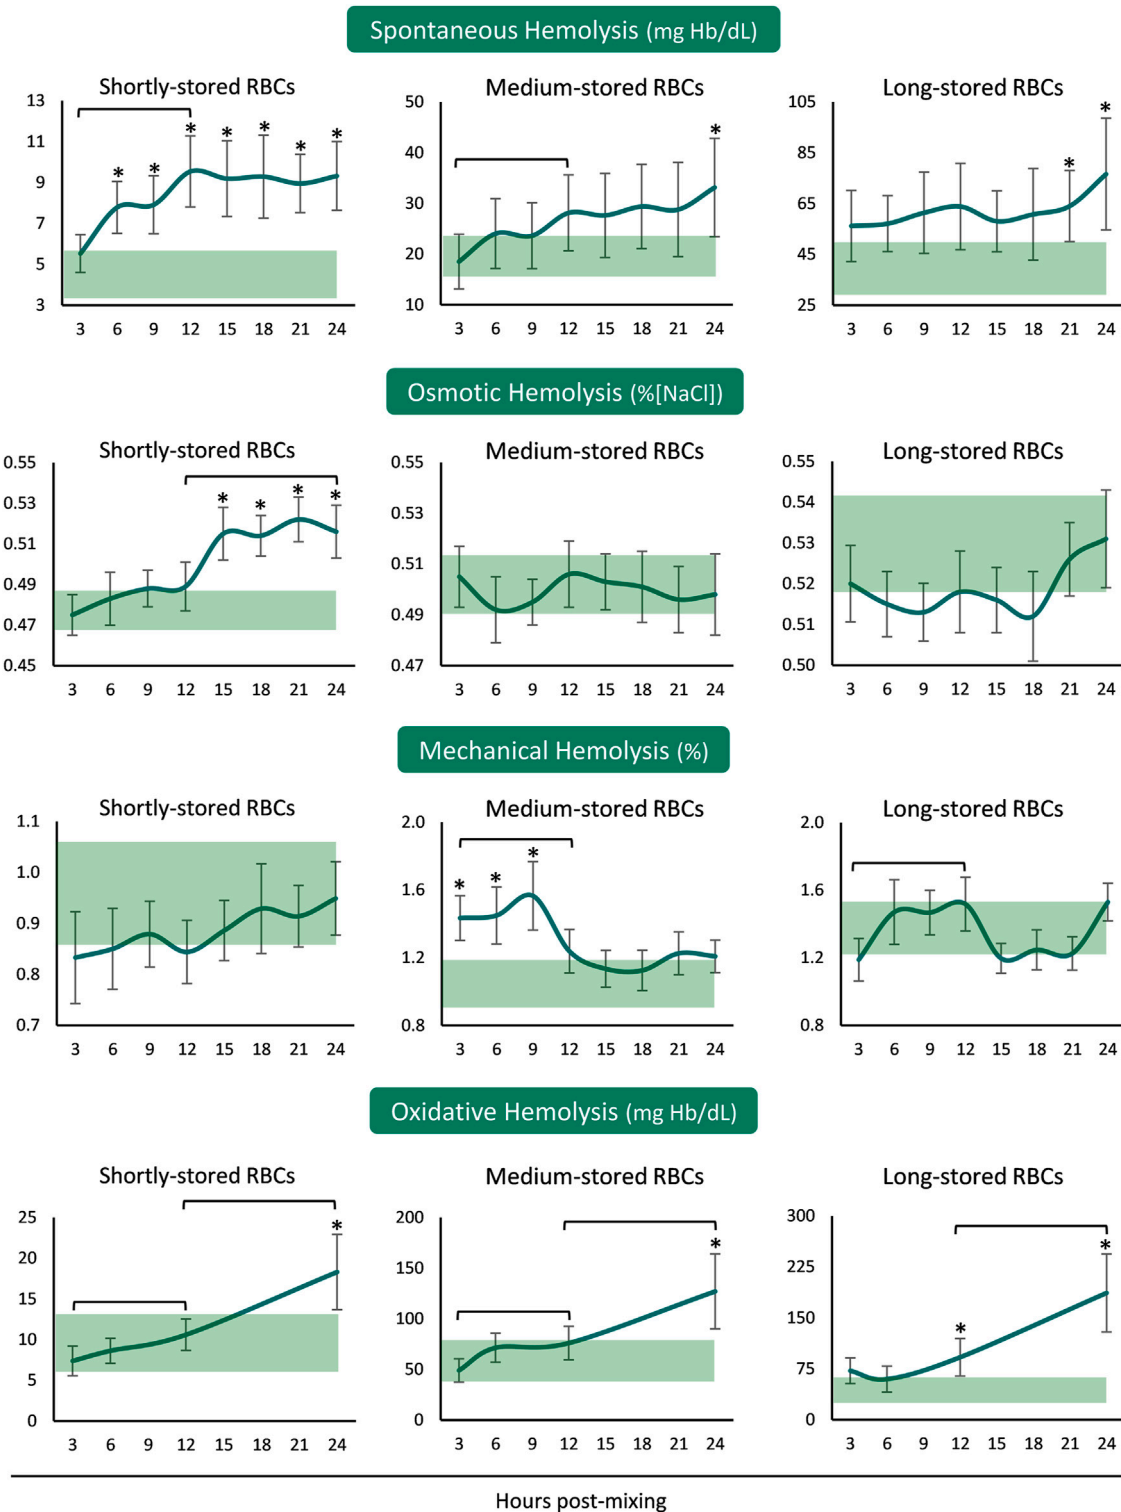 Spontaneous Hemolysis (mg Hb/dL)
Shortly-stored RBCs
13
11
9
7
5
3
* * * * * * *
3 6 9 12 15 18 21 24
Medium-stored RBCs
50
40
30
20
10
*
3 6 9 12 15 18 21 24
Long-stored RBCs
105
85
65
45
25
* *
3 6 9 12 15 18 21 24
Osmotic Hemolysis (%[NaCl])
Shortly-stored RBCs
0.55
0.53
0.51
0.49
0.47
0.45
* * * *
3 6 9 12 15 18 21 24
Medium-stored RBCs
0.55
0.53
0.51
0.49
0.47
3 6 9 12 15 18 21 24
Long-stored RBCs
0.55
0.54
0.53
0.52
0.51
0.50
3 6 9 12 15 18 21 24
Mechanical Hemolysis (%)
Shortly-stored RBCs
1.1
1.0
0.9
0.8
0.7
3 6 9 12 15 18 21 24
Medium-stored RBCs
2.0
1.6
1.2
0.8
* * *
3 6 9 12 15 18 21 24
Long-stored RBCs
2.0
1.6
1.2
0.8
3 6 9 12 15 18 21 24
Oxidative Hemolysis (mg Hb/dL)
Shortly-stored RBCs
25
20
15
10
5
0
*
3 6 9 12 15 18 21 24
Medium-stored RBCs
200
150
100
50
0
*
3 6 9 12 15 18 21 24
Long-stored RBCs
300
225
150
75
0
* *
3 6 9 12 15 18 21 24
Hours post-mixing